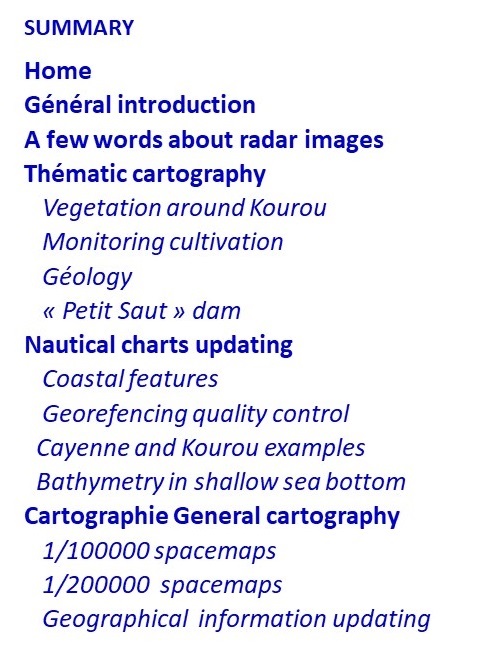 SUMMARY
Home
Général introduction
A few words about radar images
Thématic cartography
Vegetation around Kourou
Monitoring cultivation
Géology
« Petit Saut » dam
Nautical charts updating
Coastal features
Georefencing quality control
Cayenne and Kourou examples
Bathymetry in shallow sea bottom
Cartographie General cartography
1/100000 spacemaps
1/200000 spacemaps
Geographical information updating